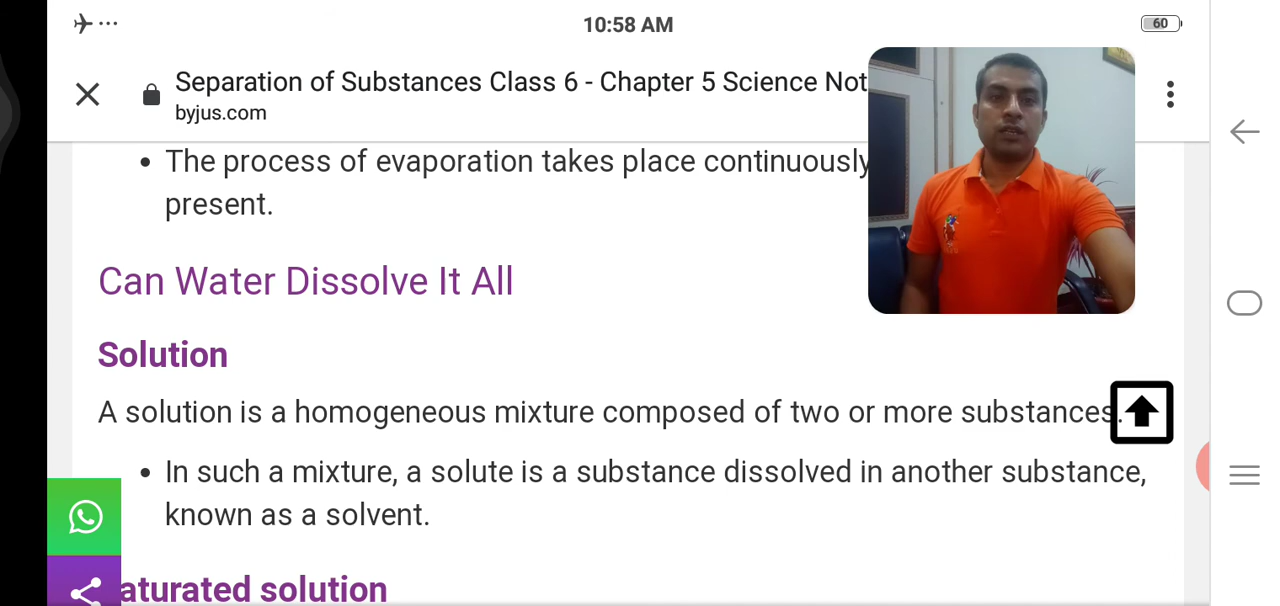 10:58 AM
60
Separation of Substances Class 6 - Chapter 5 Science Not
byjus.com
The process of evaporation takes place continuously
present.
Can Water Dissolve It All
Solution
A solution is a homogeneous mixture composed of two or more substances.
In such a mixture, a solute is a substance dissolved in another substance,
known as a solvent.
aturated solution